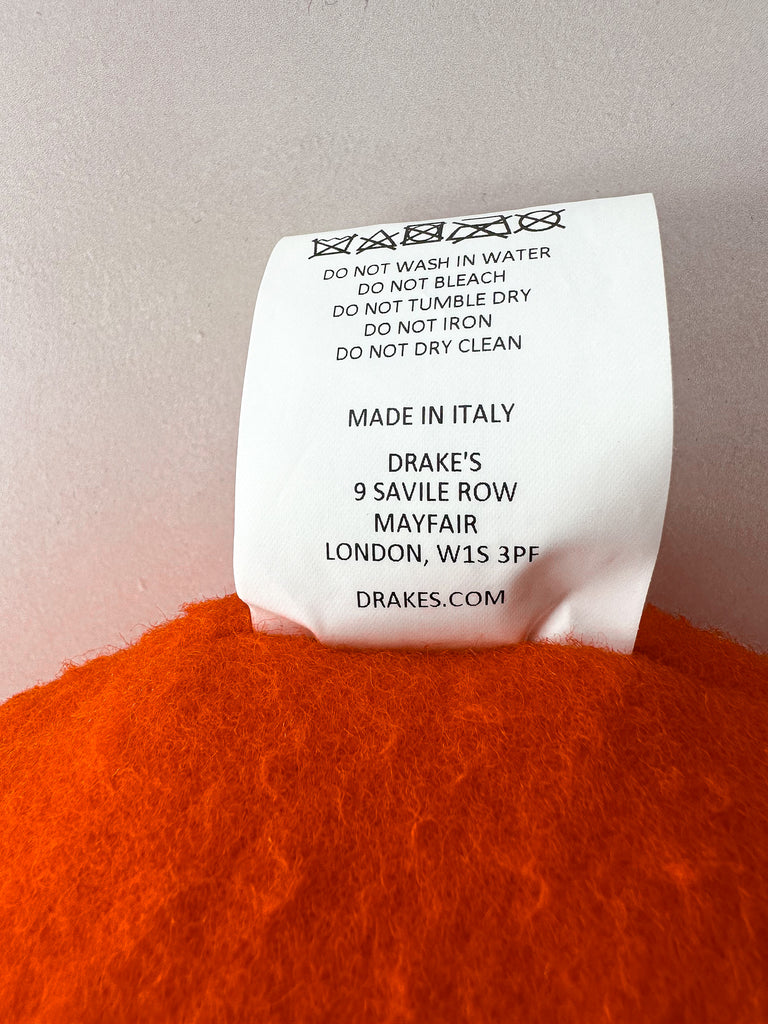 DO NOT WASH IN WATER
DO NOT BLEACH
DO NOT TUMBLE DRY
DO NOT IRON
DO NOT DRY CLEAN
MADE IN ITALY
DRAKE'S
9 SAVILE ROW
MAYFAIR
LONDON, W1S 3PF
DRAKES.COM